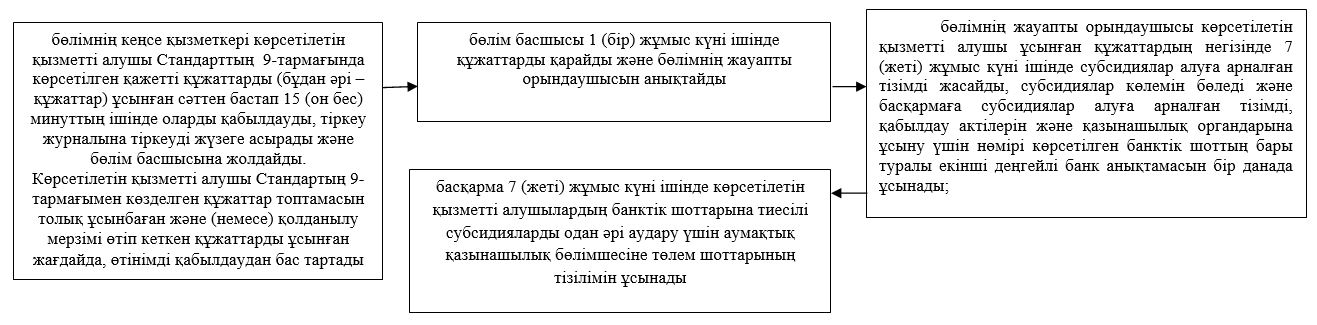 бөлімнің кеңсе қызметкері көрсетілетін
қызметті алушы Стандарттың 9-тармағында
көрсетілген қажетті құжаттарды (бұдан әрі –
құжаттар) ұсынған сәттен бастап 15 (он бес)
минуттың ішінде оларды қабылдауды, тіркеу
журналына тіркеуді жүзеге асырады және
бөлім басшысына жолдайды.
Көрсетілетін қызметті алушы Стандартың 9-
тармағымен көзделген құжаттар топтамасын
толық ұсынбаған және (немесе) қолданылу
мерзімі өтіп кеткен құжаттарды ұсынған
жағдайда, өтінімді қабылдаудан бас тартады
бөлім басшысы 1 (бір) жұмыс күні ішінде
құжаттарды қарайды және бөлімнің жауапты
орындаушысын анықтайды
бөлімнің жауапты орындаушысы көрсетілетін
қызметті алушы ұсынған құжаттардың негізінде 7
(жеті) жұмыс күні ішінде субсидиялар алуға арналған
тізімді жасайды, субсидиялар көлемін бөледі және
басқармаға субсидиялар алуға арналған тізімді,
қабылдау актілерін және қазынашылық органдарына
ұсыну үшін нөмірі көрсетілген банктік шоттың бары
туралы екінші деңгейлі банк анықтамасын бір данада
ұсынады;
басқарма 7 (жеті) жұмыс күні ішінде көрсетілетін
қызметті алушылардың банктік шоттарына тиесілі
субсидияларды одан әрі аудару үшін аумақтық
қазынашылық бөлімшесіне төлем шоттарының
тізілімін ұсынады